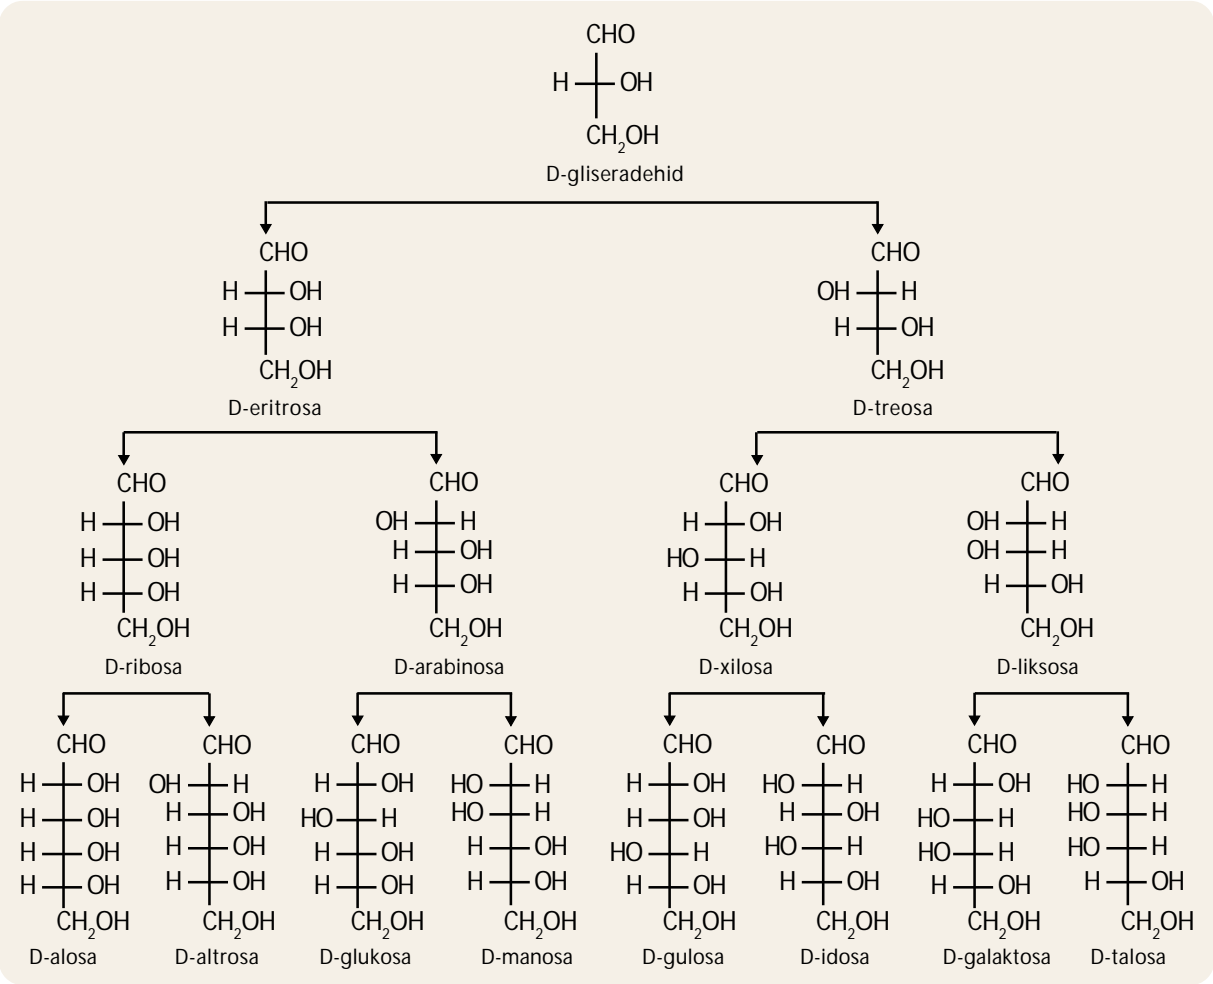 CHO
H OH
CH2OH
D-gliseradehid
CHO CHO
H OH OH H
H OH H OH
CH2OH CH2OH
D-eritrosa D-treosa
CHO CHO CHO CHO
H OH OH H H OH OH H
H OH H OH HO H OH H
H OH H OH H OH H OH
CH2OH CH2OH CH2OH CH2OH
D-ribosa D-arabinosa D-xilosa D-liksosa
CHO CHO CHO CHO CHO CHO CHO CHO
H OH OH H H OH HO H H OH HO H H OH HO H
H OH H OH HO H HO H H OH H OH HO H HO H
H OH H OH H OH H OH HO H HO H HO H HO H
H OH H OH H OH H OH H OH H OH H OH H OH
CH2OH CH2OH CH2OH CH2OH CH2OH CH2OH CH2OH CH2OH
D-alosa D-altrosa D-glukosa D-manosa D-gulosa D-idosa D-galaktosa D-talosa